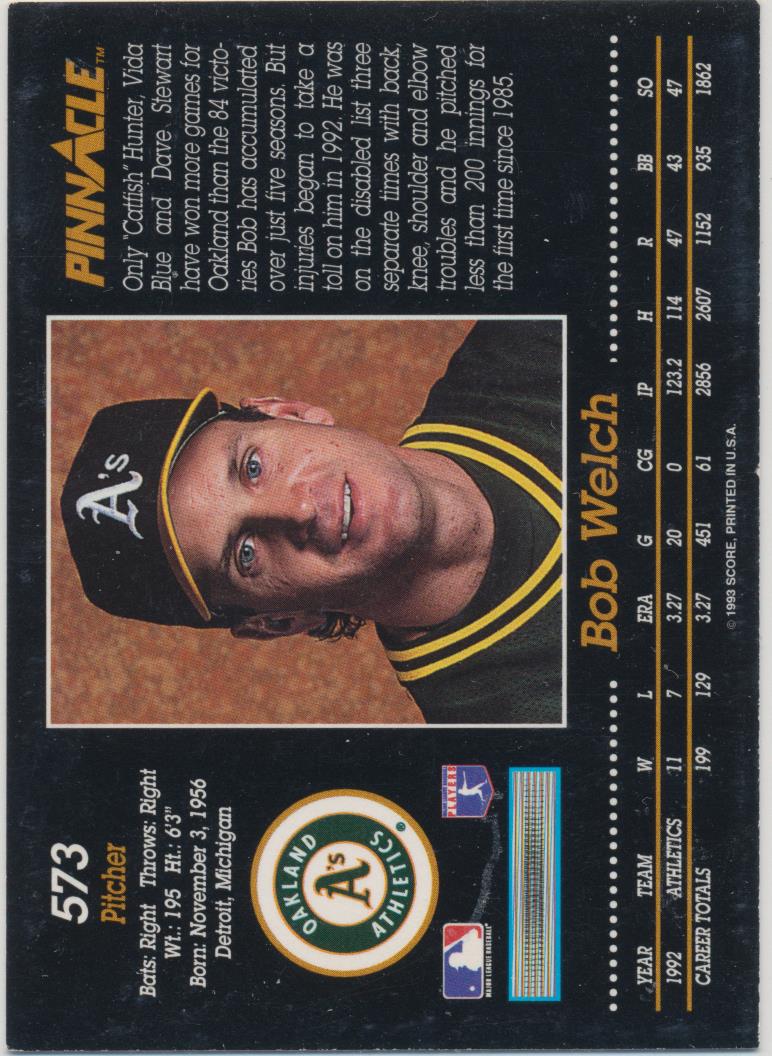 573
Pitcher
Bats: Right Throws: Right
Wt.: 195 Ht.: 6'3"
Born: November 3, 1956
Detroit, Michigan
OAKLAND
A's
ATHLETICS
®
MAJOR LEAGUE BASEBALL
PLAYERS
A's
PINNACLE™
Only "Catfish" Hunter, Vida
Blue and Dave Stewart
have won more games for
Oakland than the 84 victo-
ries Bob has accumulated
over just five seasons. But
injuries began to take a
toll on him in 1992. He was
on the disabled list three
separate times with back,
knee, shoulder and elbow
troubles and he pitched
less than 200 innings for
the first time since 1985.
Bob Welch
YEAR TEAM W L ERA G CG IP H R BB SO
1992 ATHLETICS 11 7 3.27 20 0 123.2 114 47 43 47
CAREER TOTALS 199 129 3.27 451 61 2856 2607 1152 935 1862
© 1993 SCORE, PRINTED IN U.S.A.